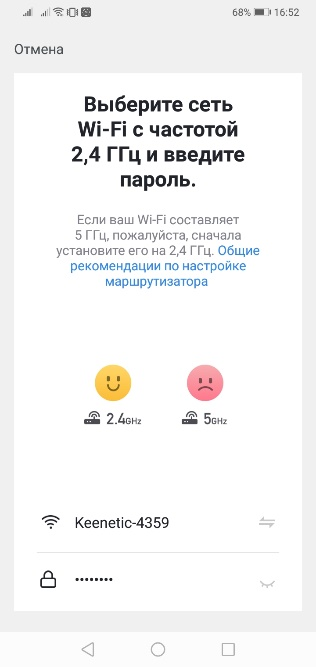 68% 16:52
Отмена
Выберите сеть
Wi-Fi с частотой
2,4 ГГц и введите
пароль.
Если ваш Wi-Fi составляет
5 ГГц, пожалуйста, сначала
установите его на 2,4 ГГц. Общие
рекомендации по настройке
маршрутизатора
2.4GHz 5GHz
Keenetic-4359
••••••••